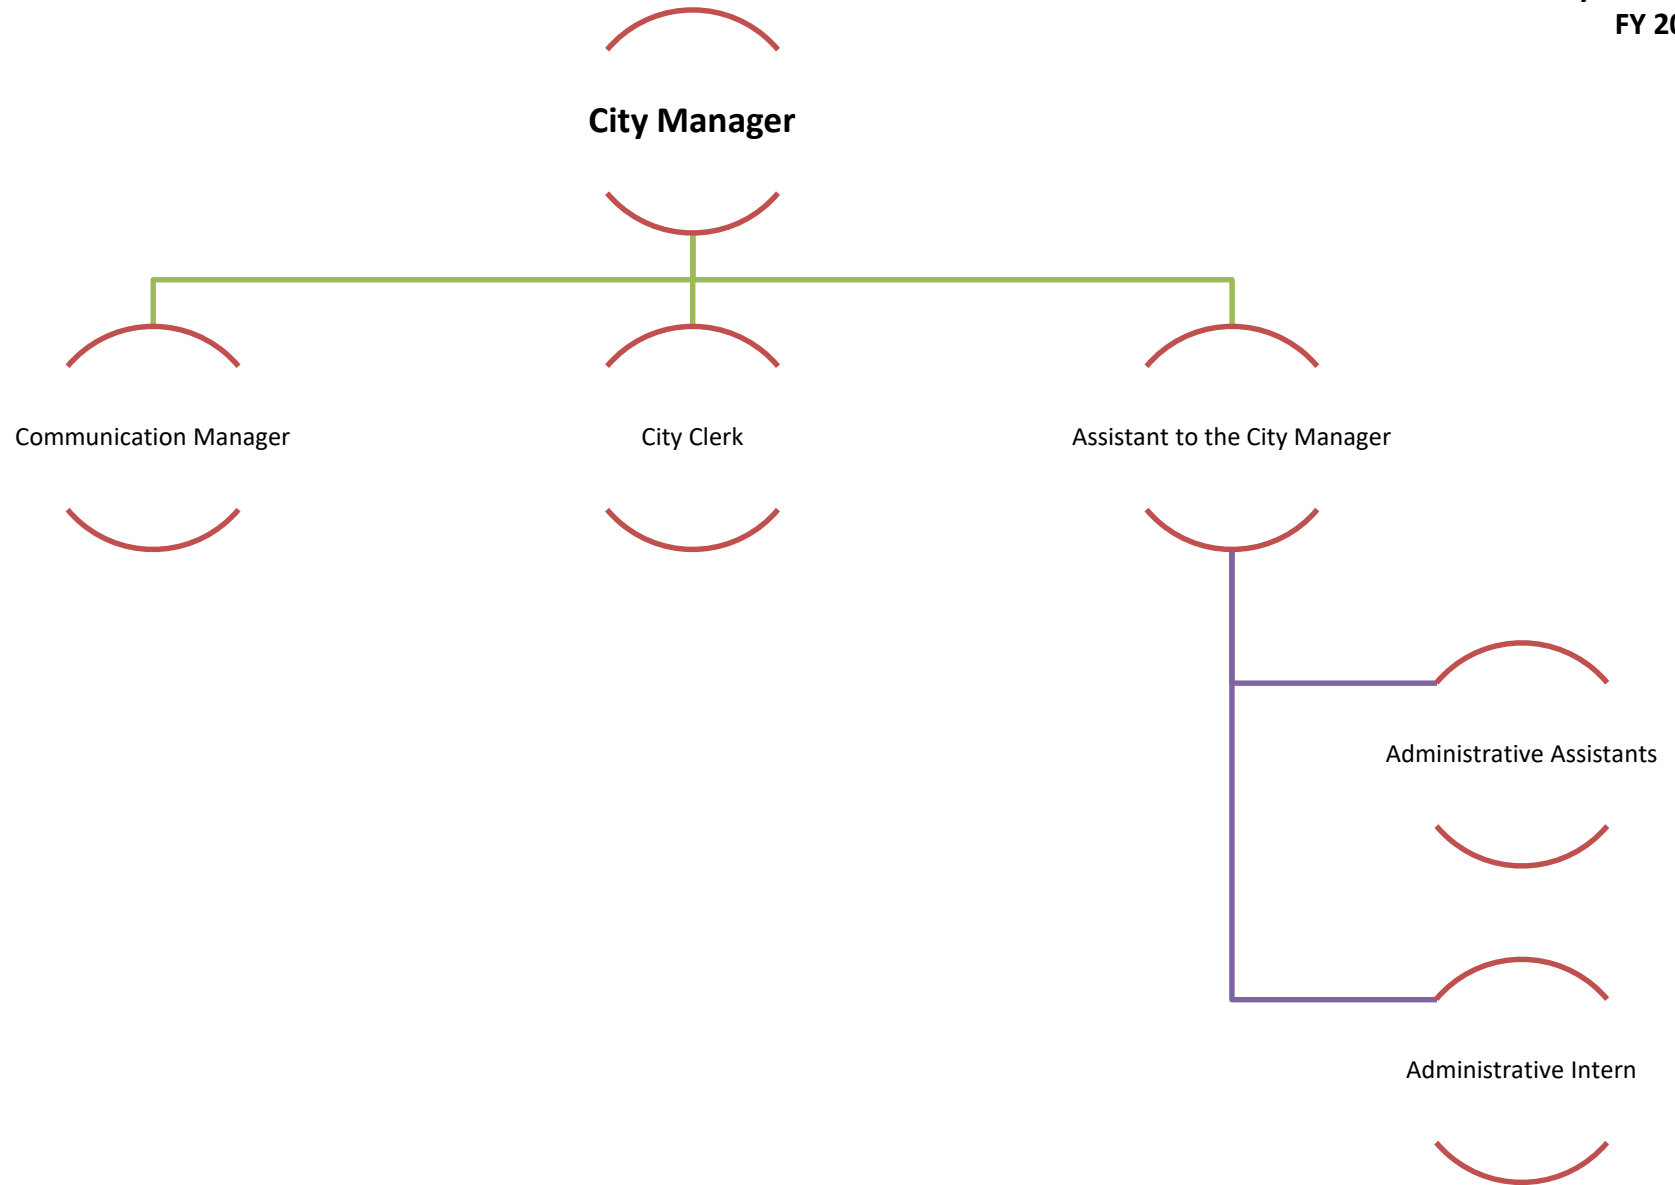 FY 20
City Manager
Communication Manager
City Clerk
Assistant to the City Manager
Administrative Assistants
Administrative Intern